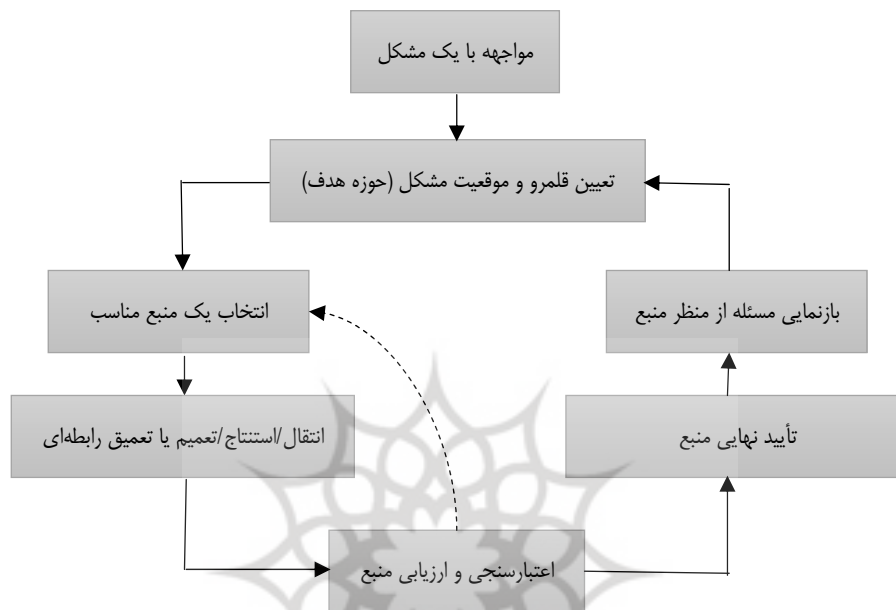 مواجهه با یک مشکل
تعیین قلمرو و موقعیت مشکل (حوزه هدف)
انتخاب یک منبع مناسب
بازنمایی مسئله از منظر منبع
انتقال/استنتاج/تعمیم یا تعمیق رابطه‌ای
تأیید نهایی منبع
اعتبارسنجی و ارزیابی منبع